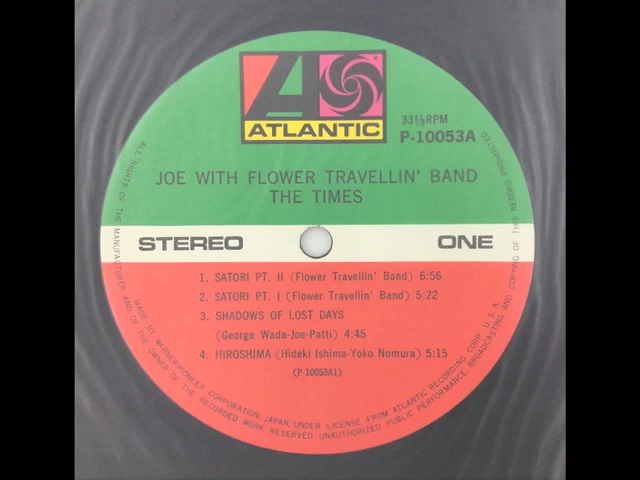 ATLANTIC
33⅓RPM
P-10053A
JOE WITH FLOWER TRAVELLIN' BAND
THE TIMES
STEREO
ONE
1. SATORI PT. II (Flower Travellin' Band) 6:56
2. SATORI PT. I (Flower Travellin' Band) 5:22
3. SHADOWS OF LOST DAYS
(George Wada-Joe-Patti) 4:45
4. HIROSHIMA (Hideki Ishima-Yoko Nomura) 5:15
(P-10053A1)
MADE BY WARNER-PIONEER CORPORATION, JAPAN, UNDER LICENSE FROM ATLANTIC RECORDING CORP. U.S.A.
ALL RIGHTS OF THE MANUFACTURER AND OF THE OWNER OF THE RECORDED WORK RESERVED UNAUTHORIZED PUBLIC PERFORMANCE BROADCASTING AND COPYING OF THIS RECORD PROHIBITED